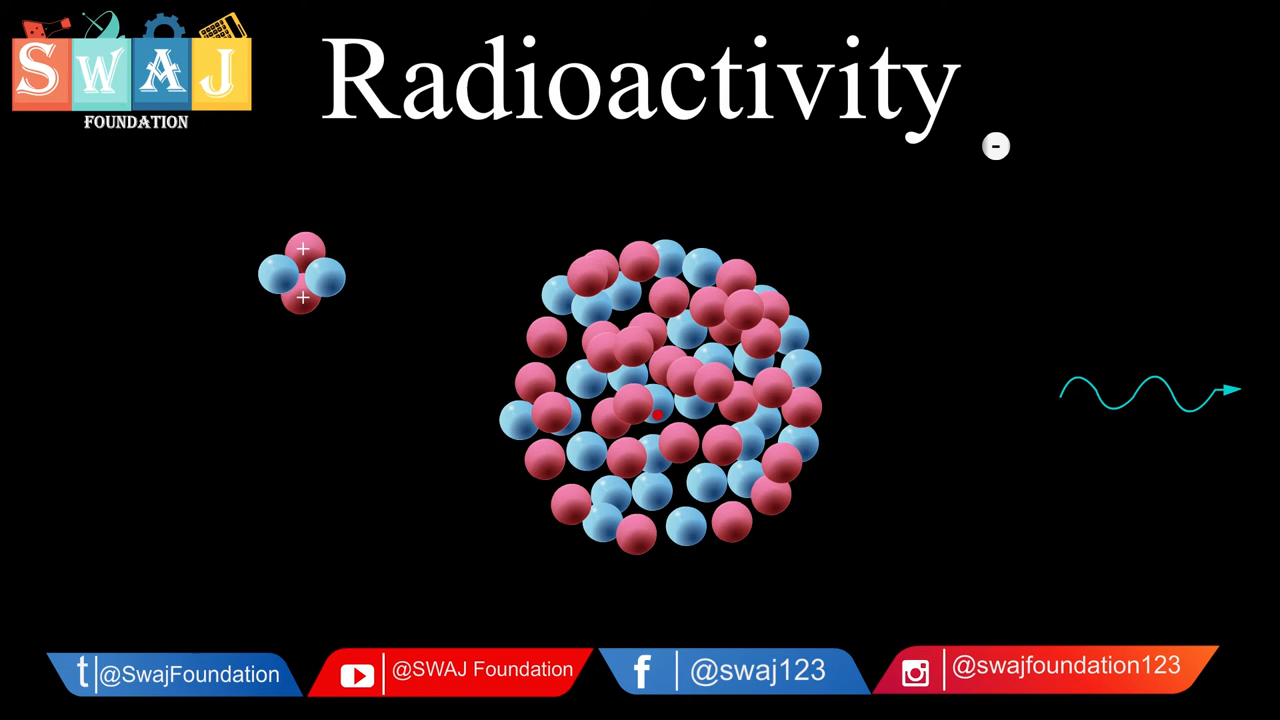 SWAJ
FOUNDATION
Radioactivity
-
+
+
t|@SwajFoundation
@SWAJ Foundation
f @swaj123
@swajfoundation123